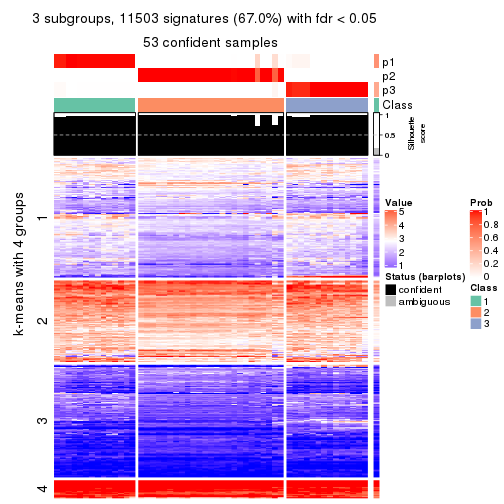 3 subgroups, 11503 signatures (67.0%) with fdr < 0.05
53 confident samples
p1
p2
p3
Class
1
0.5
0
Silhouette
score
k-means with 4 groups
1
2
3
4
Value
5
4
3
2
1
Status (barplots)
confident
ambiguous
Prob
1
0.8
0.6
0.4
0.2
0
Class
1
2
3